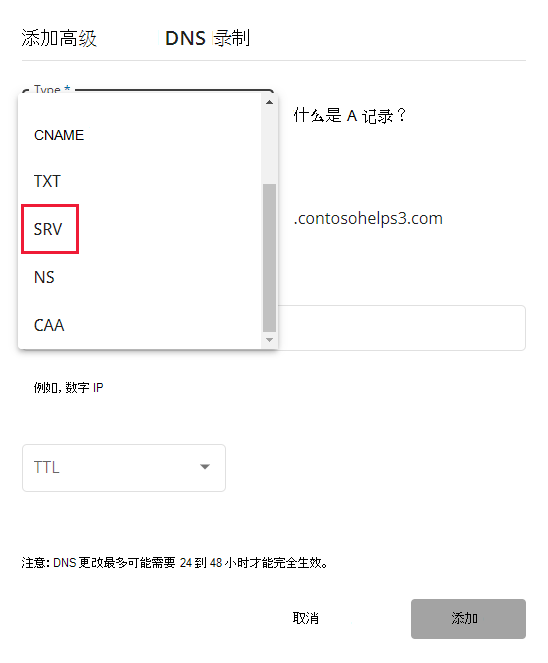 添加高级 DNS 录制
Type *
什么是 A 记录？
CNAME
TXT
.contosohelps3.com
SRV
NS
CAA
例如, 数字 IP
TTL
注意: DNS 更改最多可能需要 24 到 48 小时才能完全生效。
取消 添加